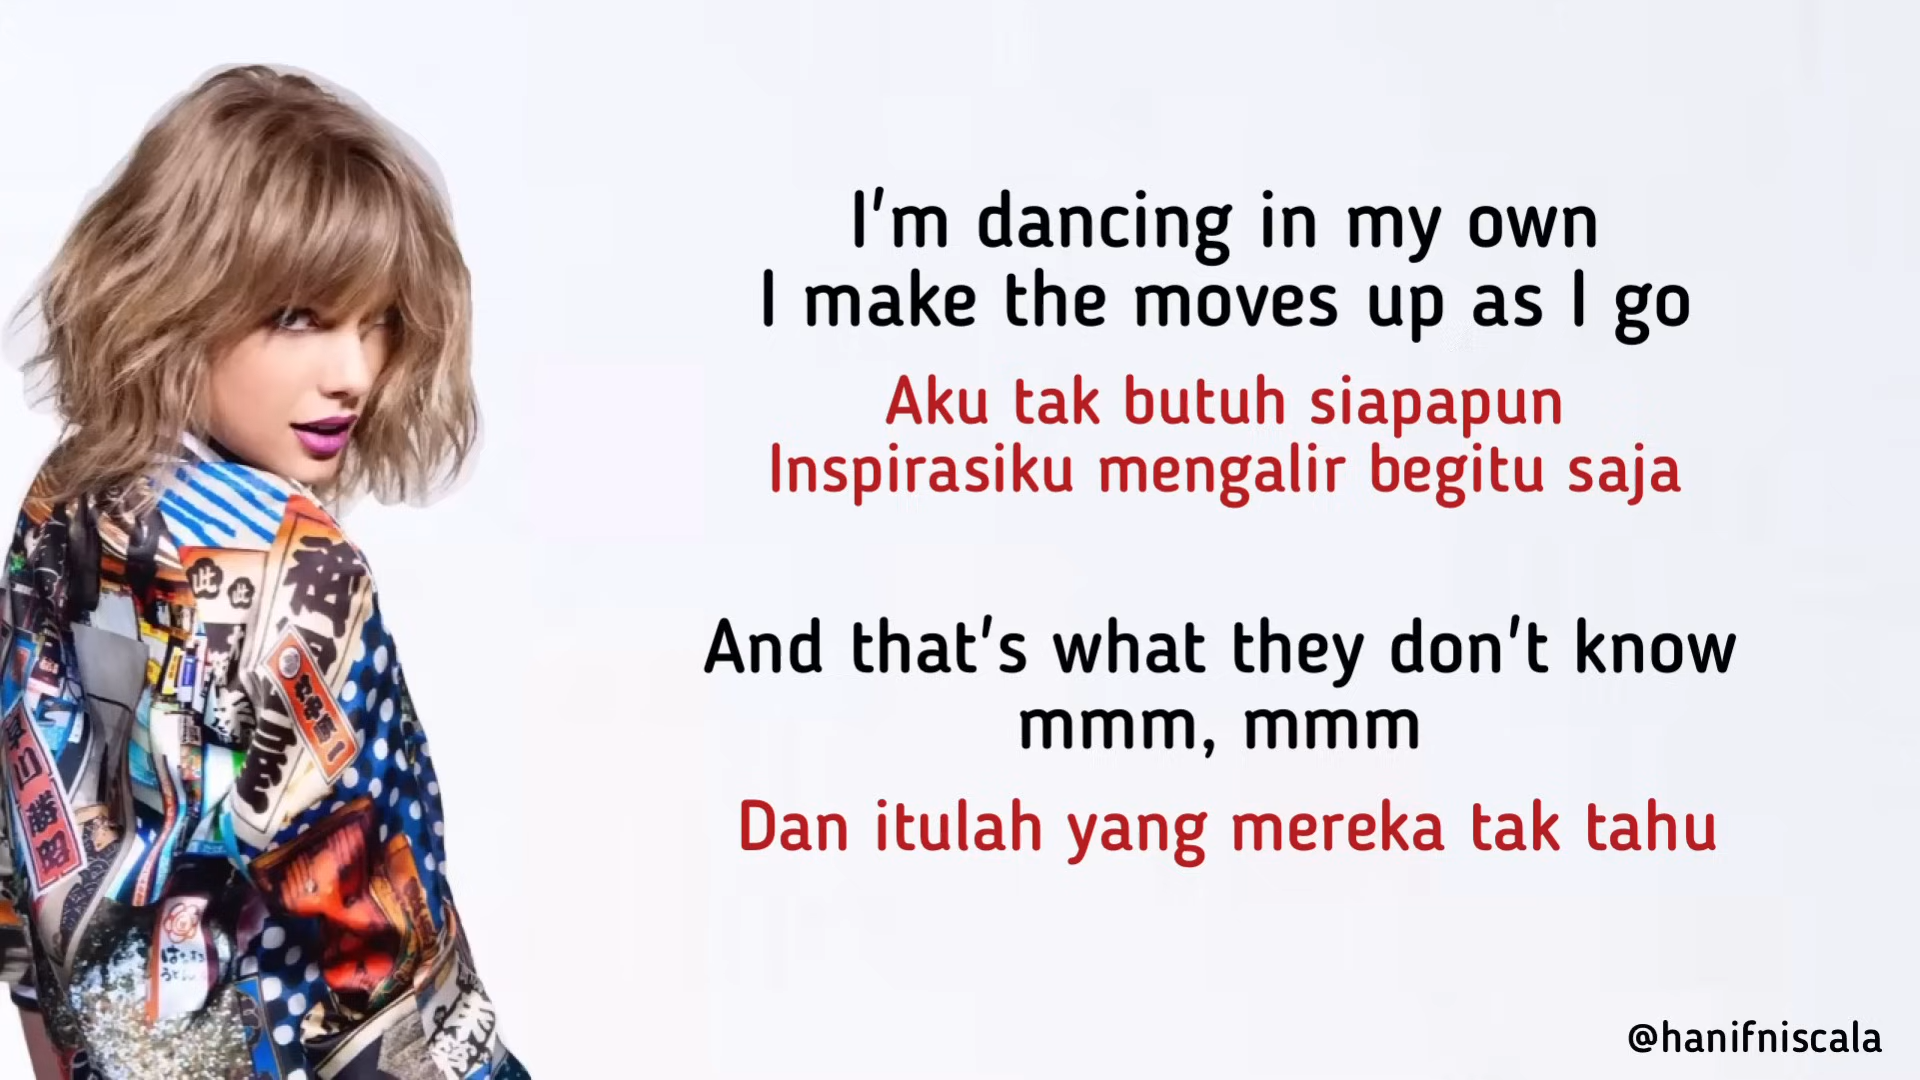 I'm dancing in my own
I make the moves up as I go
Aku tak butuh siapapun
Inspirasiku mengalir begitu saja
And that's what they don't know
mmm, mmm
Dan itulah yang mereka tak tahu
@hanifniscala